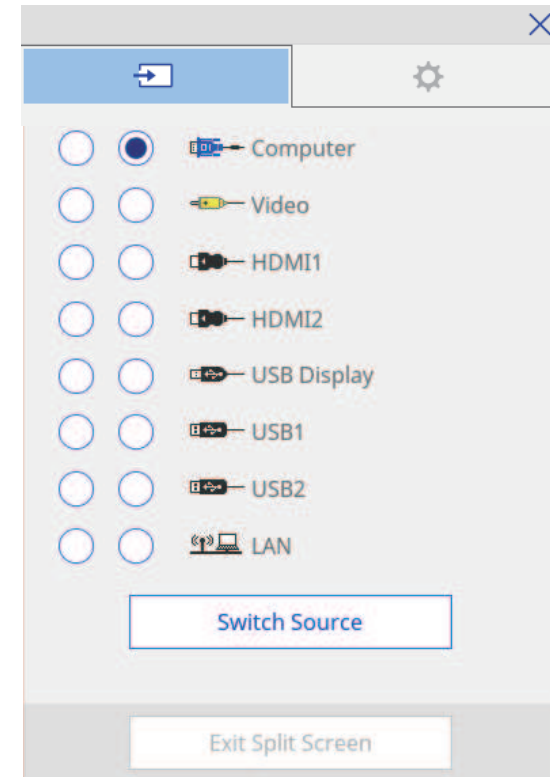 Computer
Video
HDMI1
HDMI2
USB Display
USB1
USB2
LAN
Switch Source
Exit Split Screen